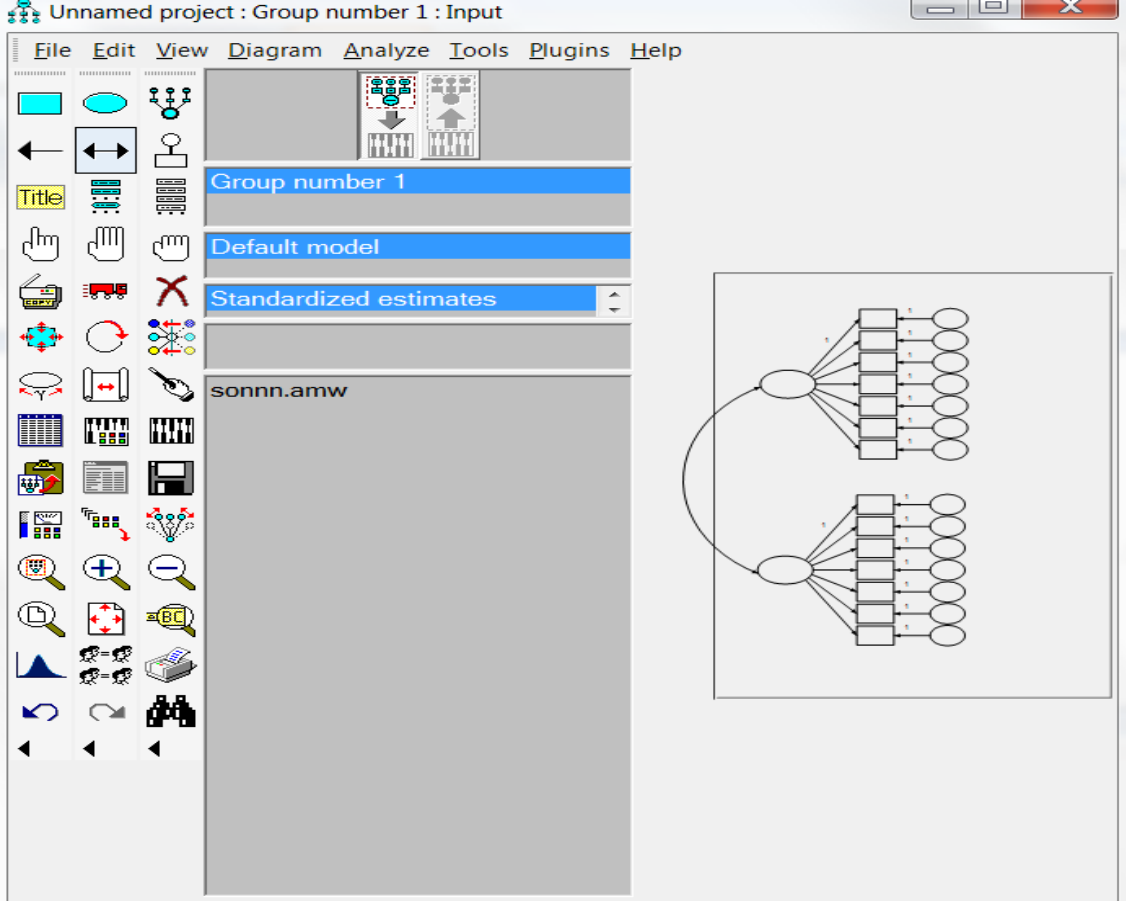 Unnamed project : Group number 1 : Input
File Edit View Diagram Analyze Tools Plugins Help
Title
Group number 1
Default model
Standardized estimates
COPY
sonnn.amw